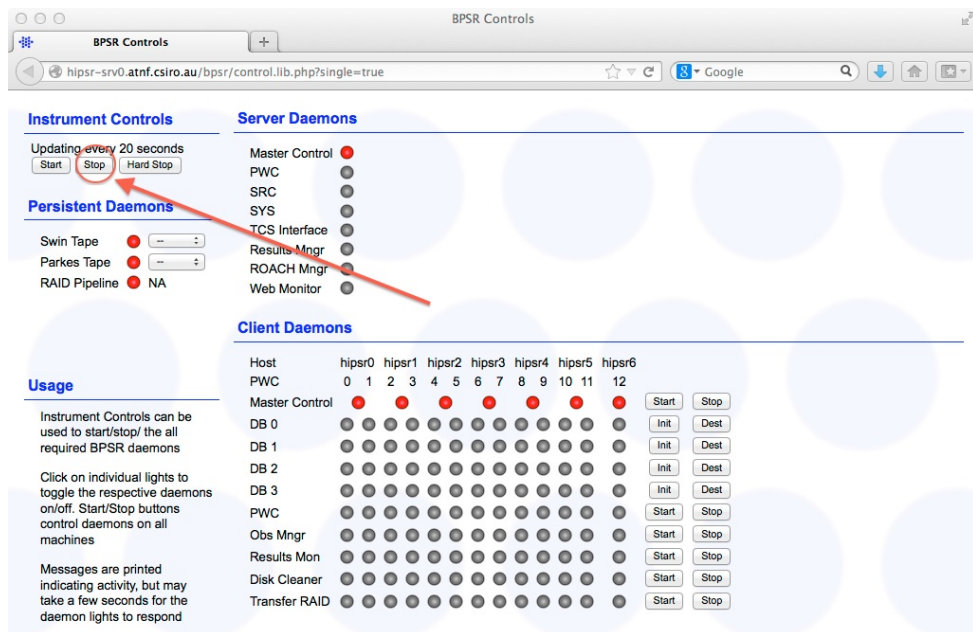 BPSR Controls
BPSR Controls
+
hipsr-srv0.atnf.csiro.au/bpsr/control.lib.php?single=true
8 Google
Instrument Controls
Updating every 20 seconds
Start Stop Hard Stop
Persistent Daemons
Swin Tape --
Parkes Tape --
RAID Pipeline NA
Usage
Instrument Controls can be
used to start/stop/ the all
required BPSR daemons
Click on individual lights to
toggle the respective daemons
on/off. Start/Stop buttons
control daemons on all
machines
Messages are printed
indicating activity, but may
take a few seconds for the
daemon lights to respond
Server Daemons
Master Control
PWC
SRC
SYS
TCS Interface
Results Mngr
ROACH Mngr
Web Monitor
Client Daemons
Host hipsr0 hipsr1 hipsr2 hipsr3 hipsr4 hipsr5 hipsr6
PWC 0 1 2 3 4 5 6 7 8 9 10 11 12
Master Control Start Stop
DB 0 Init Dest
DB 1 Init Dest
DB 2 Init Dest
DB 3 Init Dest
PWC Start Stop
Obs Mngr Start Stop
Results Mon Start Stop
Disk Cleaner Start Stop
Transfer RAID Start Stop